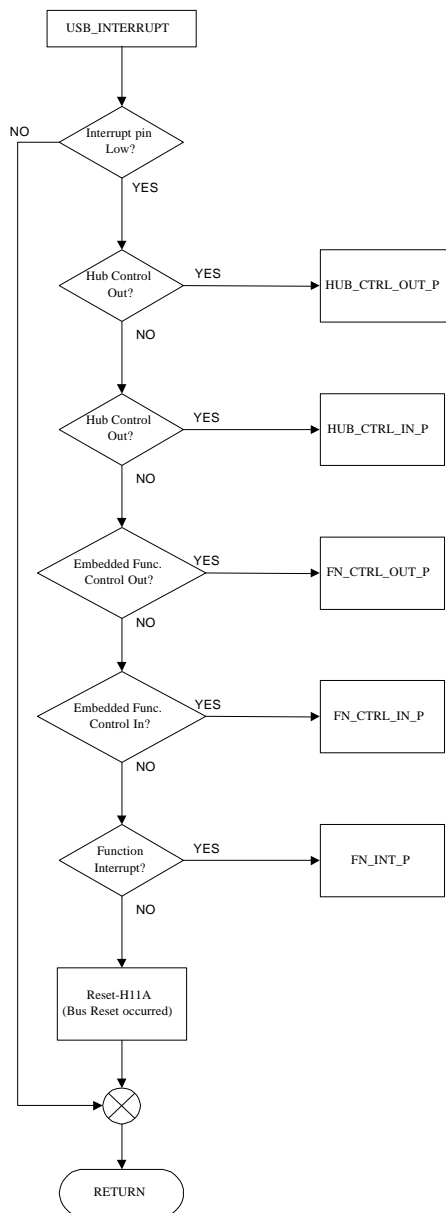 USB_INTERRUPT
NO
Interrupt pin
Low?
YES
Hub Control
Out?
YES
HUB_CTRL_OUT_P
NO
Hub Control
Out?
YES
HUB_CTRL_IN_P
NO
Embedded Func.
Control Out?
YES
FN_CTRL_OUT_P
NO
Embedded Func.
Control In?
YES
FN_CTRL_IN_P
NO
Function
Interrupt?
YES
FN_INT_P
NO
Reset-H11A
(Bus Reset occurred)
RETURN